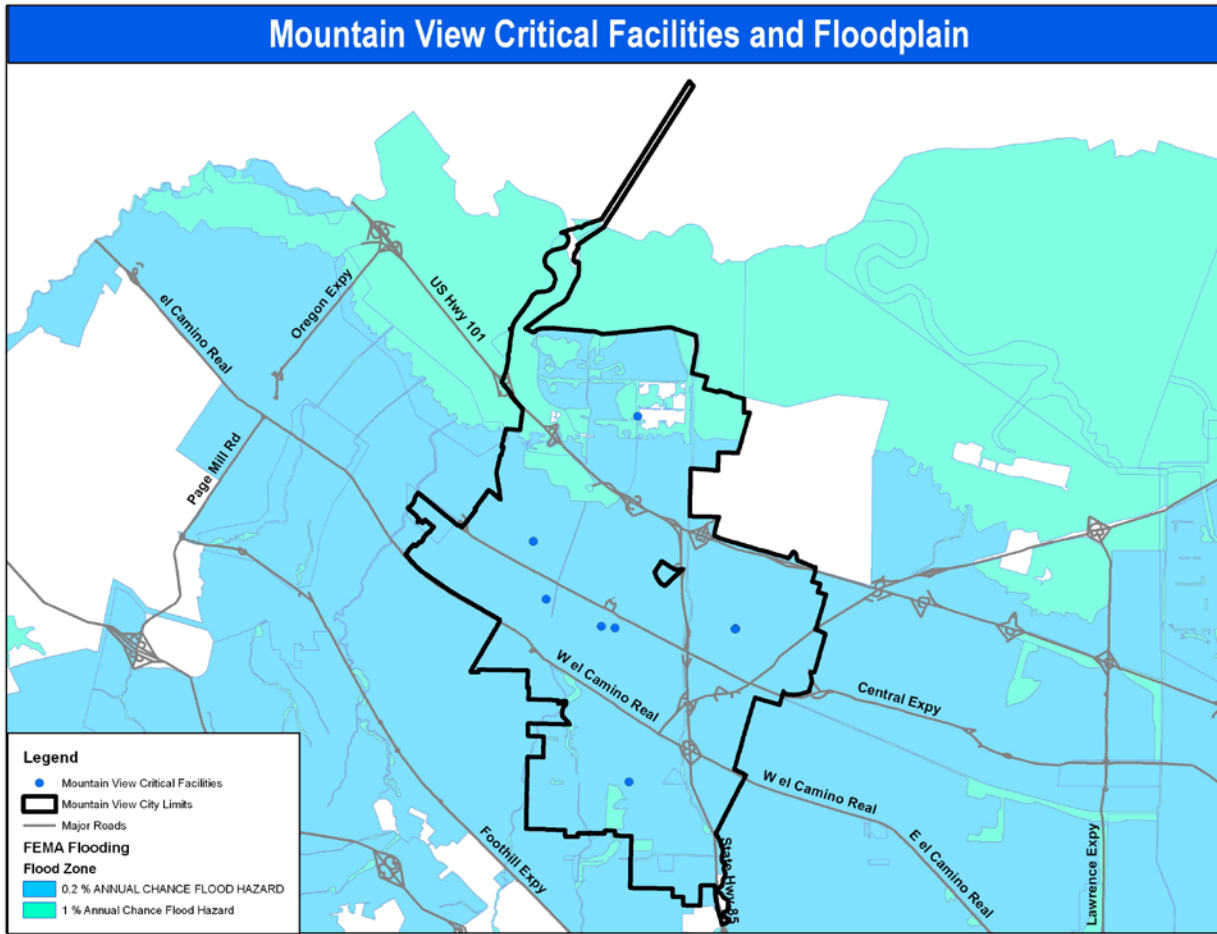 Mountain View Critical Facilities and Floodplain
el Camino Real
Oregon Expy
US Hwy 101
Page Mill Rd
W el Camino Real
Central Expy
W el Camino Real
E el Camino Real
Foothill Expy
State Hwy 85
Lawrence Expy
Legend
Mountain View Critical Facilities
Mountain View City Limits
Major Roads
FEMA Flooding
Flood Zone
0.2 % ANNUAL CHANCE FLOOD HAZARD
1 % Annual Chance Flood Hazard